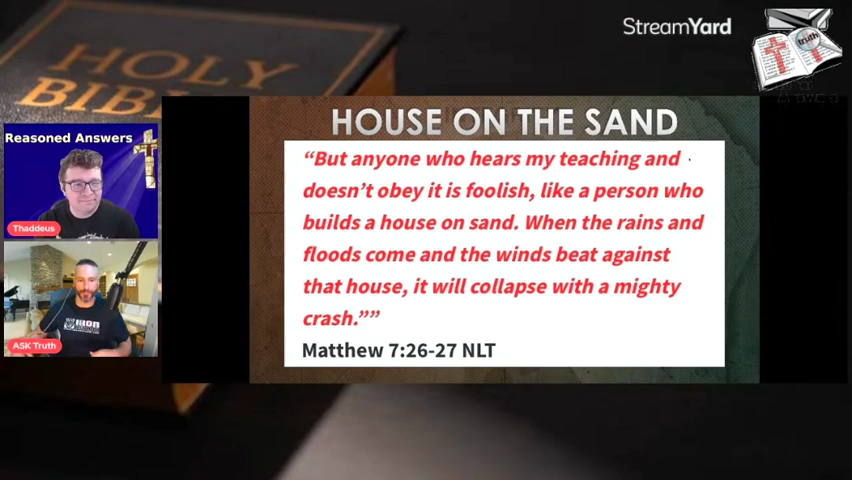 HOLY
BIB
StreamYard
truth
HOUSE ON THE SAND
“But anyone who hears my teaching and
doesn’t obey it is foolish, like a person who
builds a house on sand. When the rains and
floods come and the winds beat against
that house, it will collapse with a mighty
crash.””
Matthew 7:26-27 NLT
Reasoned Answers
Thaddeus
IRON
ASK Truth